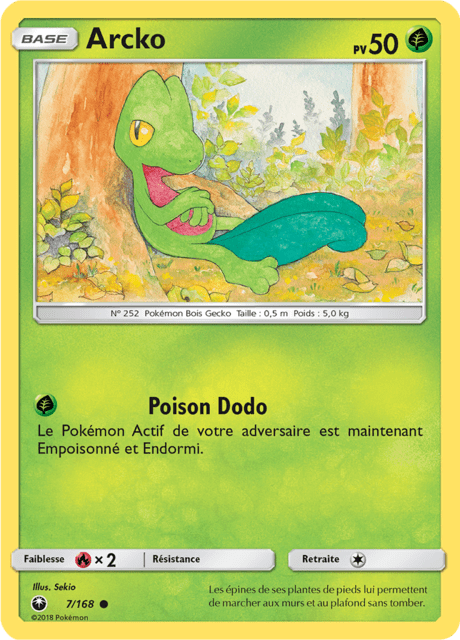 BASE Arcko PV 50
N° 252 Pokémon Bois Gecko Taille : 0,5 m Poids : 5,0 kg
Poison Dodo
Le Pokémon Actif de votre adversaire est maintenant
Empoisonné et Endormi.
Faiblesse × 2 Résistance Retraite
Illus. Sekio
7/168
©2018 Pokémon
Les épines de ses plantes de pieds lui permettent
de marcher aux murs et au plafond sans tomber.